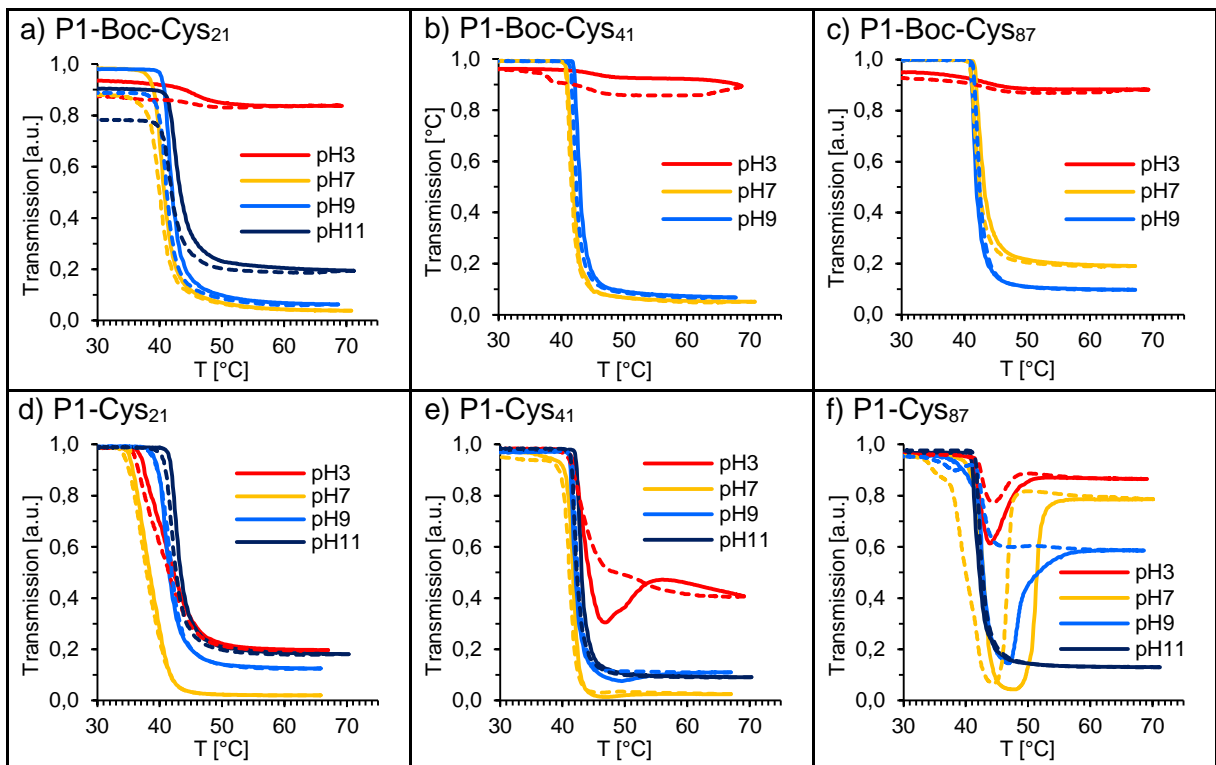 a) P1-Boc-Cys21
Transmission [a.u.]
1,0
0,8
0,6
0,4
0,2
0,0
pH3
pH7
pH9
pH11
30 40 50 60 70
T [°C]
b) P1-Boc-Cys41
Transmission [°C]
1,0
0,8
0,6
0,4
0,2
0,0
pH3
pH7
pH9
30 40 50 60 70
T [°C]
c) P1-Boc-Cys87
Transmission [a.u.]
1,0
0,8
0,6
0,4
0,2
0,0
pH3
pH7
pH9
30 40 50 60 70
T [°C]
d) P1-Cys21
Transmission [a.u.]
1,0
0,8
0,6
0,4
0,2
0,0
pH3
pH7
pH9
pH11
30 40 50 60 70
T [°C]
e) P1-Cys41
Transmission [a.u.]
1,0
0,8
0,6
0,4
0,2
0,0
pH3
pH7
pH9
pH11
30 40 50 60 70
T [°C]
f) P1-Cys87
Transmission [a.u.]
1,0
0,8
0,6
0,4
0,2
0,0
pH3
pH7
pH9
pH11
30 40 50 60 70
T [°C]